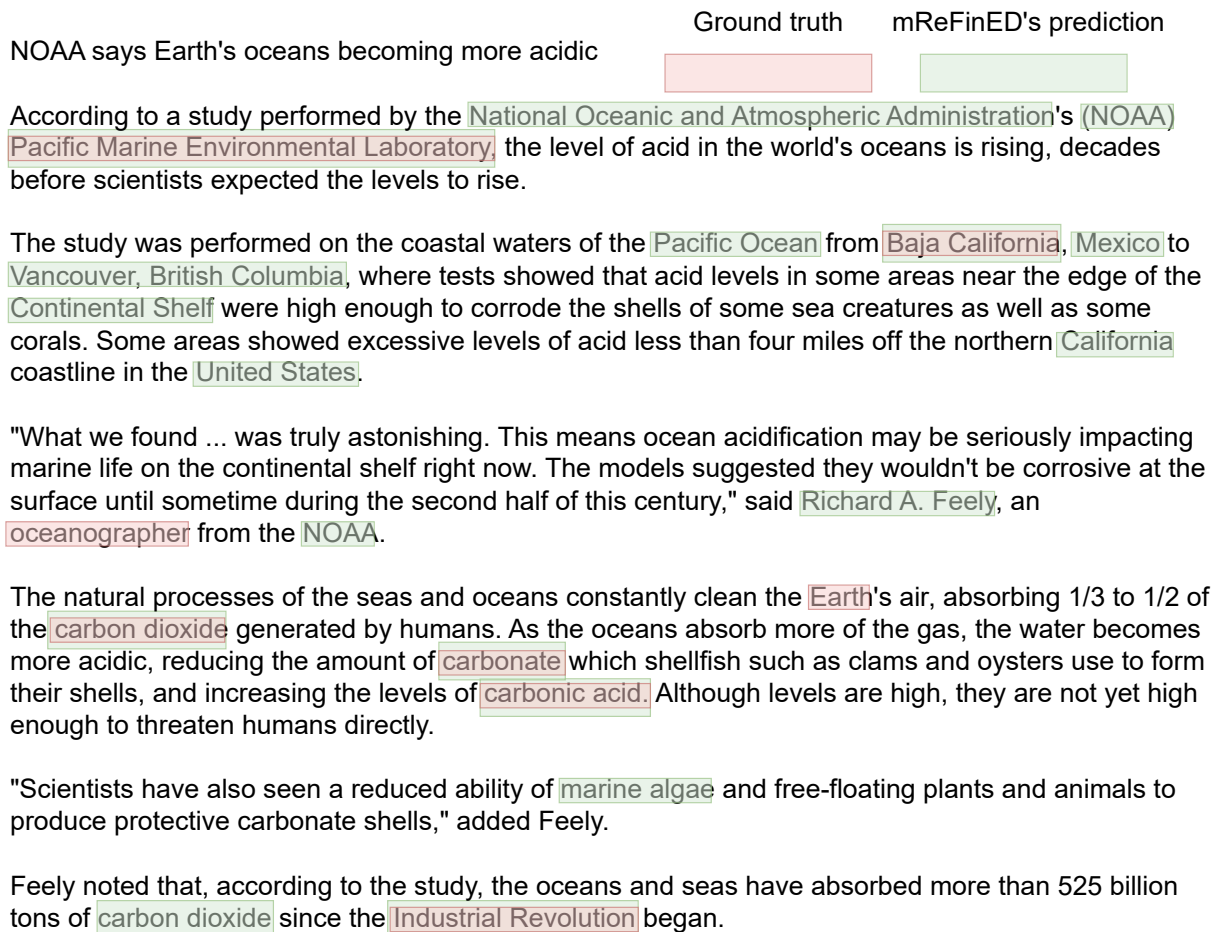 Ground truth mReFinED's prediction
NOAA says Earth's oceans becoming more acidic
According to a study performed by the National Oceanic and Atmospheric Administration's (NOAA)
Pacific Marine Environmental Laboratory, the level of acid in the world's oceans is rising, decades
before scientists expected the levels to rise.
The study was performed on the coastal waters of the Pacific Ocean from Baja California, Mexico to
Vancouver, British Columbia, where tests showed that acid levels in some areas near the edge of the
Continental Shelf were high enough to corrode the shells of some sea creatures as well as some
corals. Some areas showed excessive levels of acid less than four miles off the northern California
coastline in the United States.
"What we found ... was truly astonishing. This means ocean acidification may be seriously impacting
marine life on the continental shelf right now. The models suggested they wouldn't be corrosive at the
surface until sometime during the second half of this century," said Richard A. Feely, an
oceanographer from the NOAA.
The natural processes of the seas and oceans constantly clean the Earth's air, absorbing 1/3 to 1/2 of
the carbon dioxide generated by humans. As the oceans absorb more of the gas, the water becomes
more acidic, reducing the amount of carbonate which shellfish such as clams and oysters use to form
their shells, and increasing the levels of carbonic acid. Although levels are high, they are not yet high
enough to threaten humans directly.
"Scientists have also seen a reduced ability of marine algae and free-floating plants and animals to
produce protective carbonate shells," added Feely.
Feely noted that, according to the study, the oceans and seas have absorbed more than 525 billion
tons of carbon dioxide since the Industrial Revolution began.